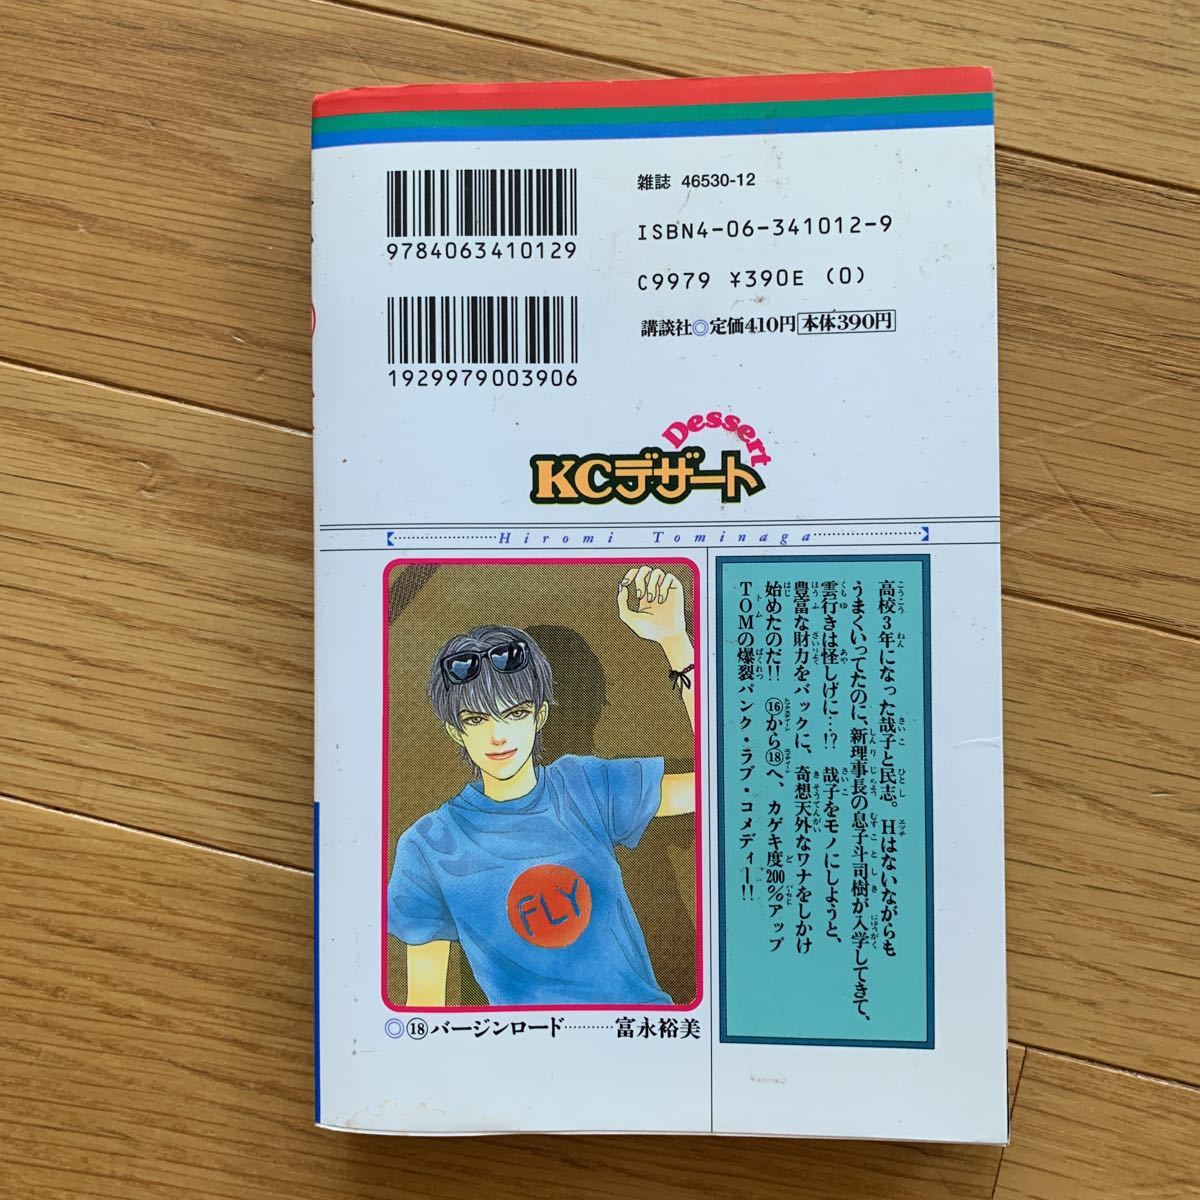 9784063410129
雑誌 46530-12
ISBN4-06-341012-9
C9979 ¥390E (0)
1929979003906
講談社◎定価410円 本体390円
Dessert
KCデザート
Hiromi Tominaga
高校3年になった哉子と民志。Hはないながらも
うまくいってたのに、新理事長の息子斗司樹が入学してきて、
雲行きは怪しげに…!? 哉子をモノにしようと、
豊富な財力をバックに、奇想天外なワナをしかけ
始めたのだ!! ⑯から⑱へ、カゲキ度200%アップ
TOMの爆裂パンク・ラブ・コメディー!!
FLY
◎⑱バージンロード………富永裕美